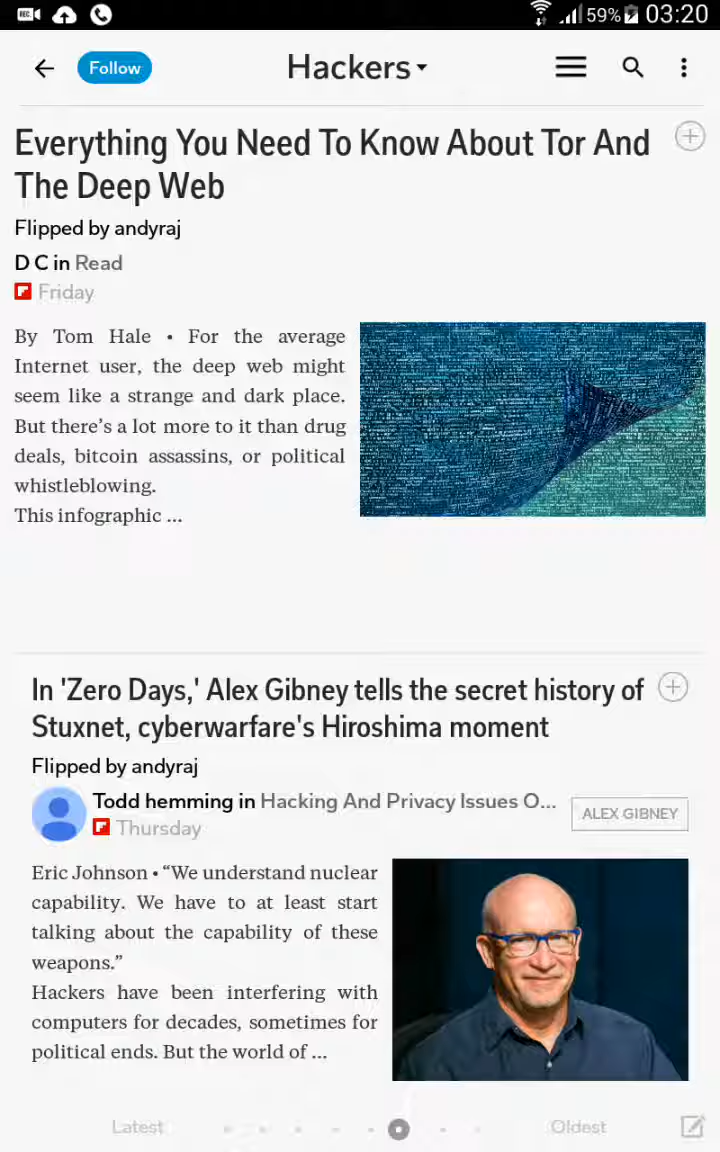 REC 59% 03:20
Follow Hackers
Everything You Need To Know About Tor And
The Deep Web
Flipped by andyraj
D C in Read
Friday
By Tom Hale • For the average
Internet user, the deep web might
seem like a strange and dark place.
But there's a lot more to it than drug
deals, bitcoin assassins, or political
whistleblowing.
This infographic ...
In 'Zero Days,' Alex Gibney tells the secret history of
Stuxnet, cyberwarfare's Hiroshima moment
Flipped by andyraj
Todd hemming in Hacking And Privacy Issues O...
Thursday
ALEX GIBNEY
Eric Johnson • “We understand nuclear
capability. We have to at least start
talking about the capability of these
weapons.”
Hackers have been interfering with
computers for decades, sometimes for
political ends. But the world of ...
Latest Oldest